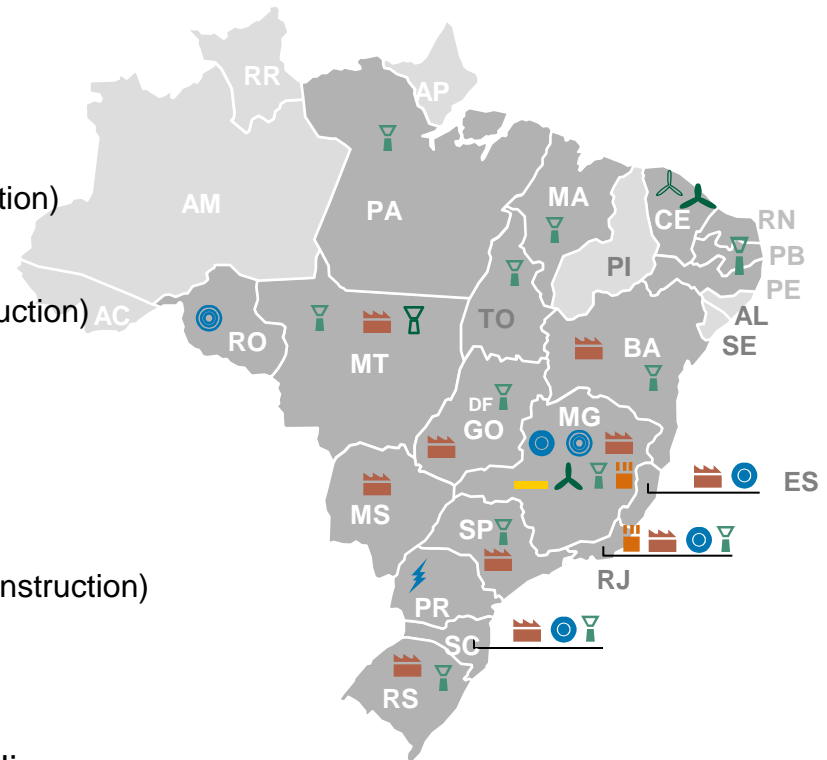 RR
AP
tion)
AM
PA
MA
CE
RN
PB
PI
PE
uction)
AC
RO
TO
AL
SE
MT
BA
DF
GO
MG
ES
MS
SP
nstruction)
RJ
PR
SC
RS